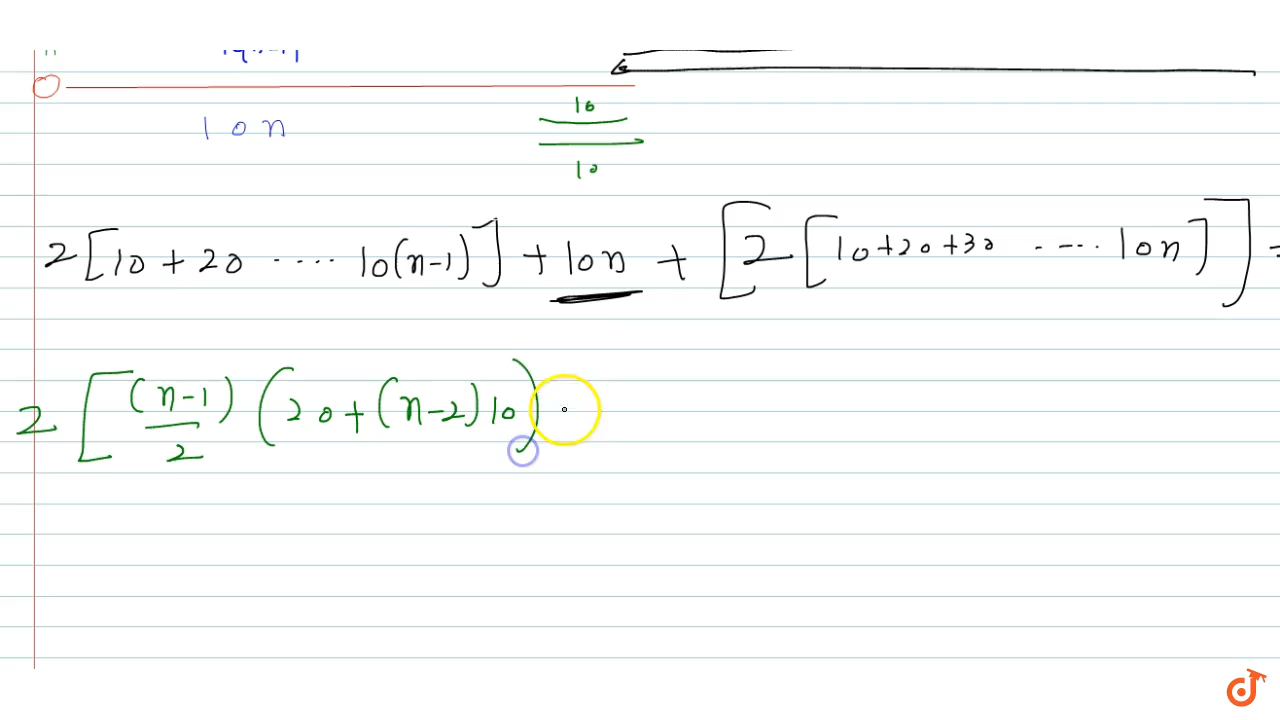 10n
10
10
2[10+20 .... 10(n-1)] + 10n + [2[10+20+30 ..... 10n]]
2[(n-1)/2 (20+(n-2)10)